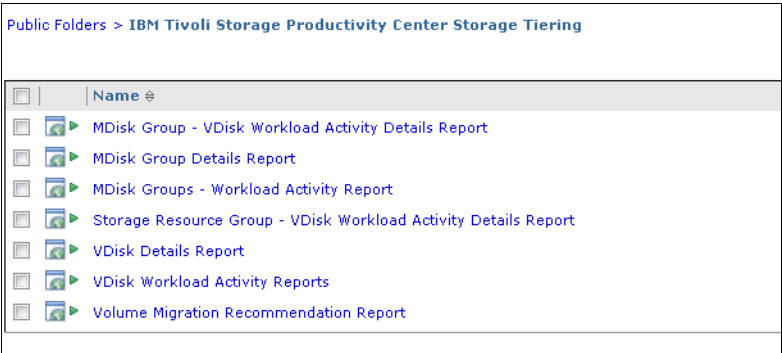 Public Folders > IBM Tivoli Storage Productivity Center Storage Tiering
Name
MDisk Group - VDisk Workload Activity Details Report
MDisk Group Details Report
MDisk Groups - Workload Activity Report
Storage Resource Group - VDisk Workload Activity Details Report
VDisk Details Report
VDisk Workload Activity Reports
Volume Migration Recommendation Report